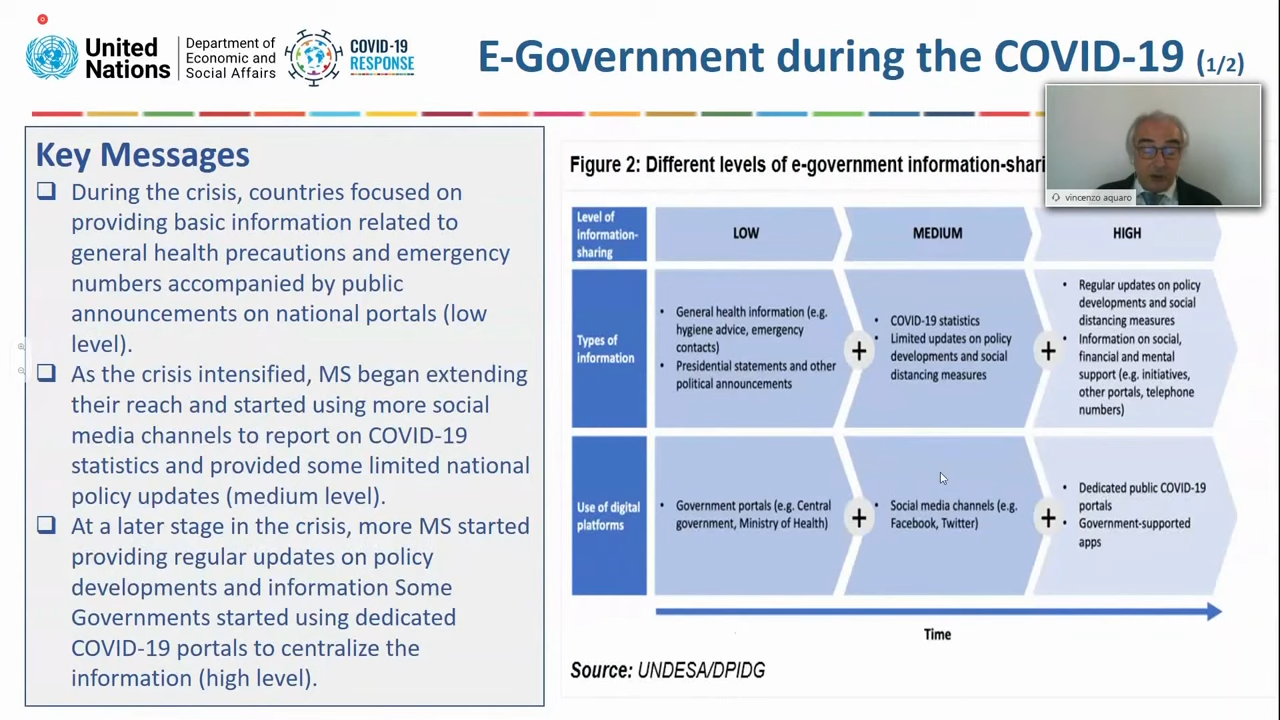 United
Nations
Department of
Economic and
Social Affairs
COVID-19
RESPONSE
E-Government during the COVID-19 (1/2)
vincenzo aquaro
Key Messages
During the crisis, countries focused on
providing basic information related to
general health precautions and emergency
numbers accompanied by public
announcements on national portals (low
level).
As the crisis intensified, MS began extending
their reach and started using more social
media channels to report on COVID-19
statistics and provided some limited national
policy updates (medium level).
At a later stage in the crisis, more MS started
providing regular updates on policy
developments and information Some
Governments started using dedicated
COVID-19 portals to centralize the
information (high level).
Figure 2: Different levels of e-government information-shari
Level of
information-
sharing
LOW
MEDIUM
HIGH
Types of
information
• General health information (e.g.
hygiene advice, emergency
contacts)
• Presidential statements and other
political announcements
+
• COVID-19 statistics
• Limited updates on policy
developments and social
distancing measures
+
• Regular updates on policy
developments and social
distancing measures
• Information on social,
financial and mental
support (e.g. initiatives,
other portals, telephone
numbers)
Use of digital
platforms
• Government portals (e.g. Central
government, Ministry of Health)
+
• Social media channels (e.g.
Facebook, Twitter)
+
• Dedicated public COVID-19
portals
• Government-supported
apps
Time
Source: UNDESA/DPIDG